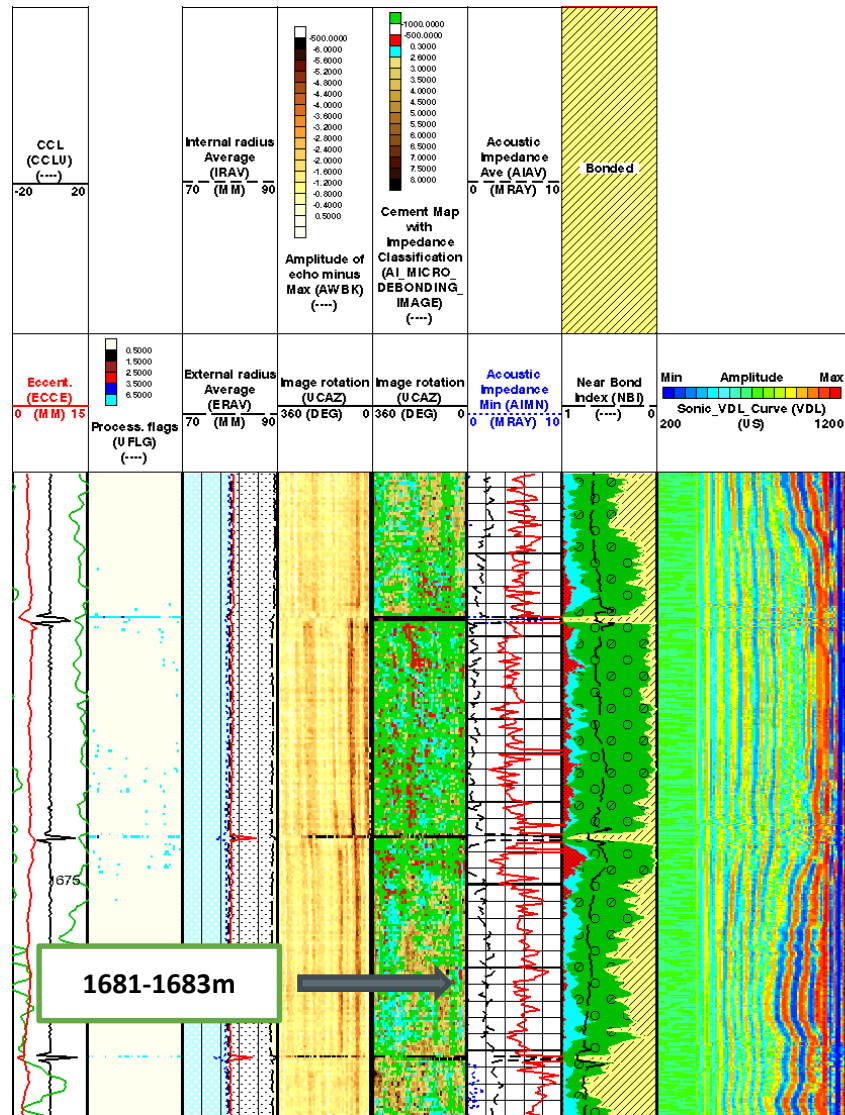 CCL
(CCLU)
(----)
-20 20
Internal radius
Average
(IRAV)
70 (MM) 90
-500.0000
-6.0000
-5.6000
-5.2000
-4.8000
-4.4000
-4.0000
-3.6000
-3.2000
-2.8000
-2.4000
-2.0000
-1.6000
-1.2000
-0.8000
-0.4000
0.5000
Amplitude of
echo minus
Max (AWBK)
(----)
-1000.0000
-500.0000
0.3000
2.6000
3.0000
3.5000
4.0000
4.5000
5.0000
5.5000
6.0000
6.5000
7.0000
7.5000
8.0000
Cement Map
with
Impedance
Classification
(AI_MICRO_
DEBONDING_
IMAGE)
(----)
Acoustic
Impedance
Ave (AIAV)
0 (MRAY) 10
Bonded
Eccent.
(ECCE)
0 (MM) 15
0.5000
1.5000
2.5000
3.5000
6.5000
Process. flags
(UFLG)
(----)
External radius
Average
(ERAV)
70 (MM) 90
Image rotation
(UCAZ)
360 (DEG) 0
Image rotation
(UCAZ)
360 (DEG) 0
Acoustic
Impedance
Min (AIMN)
0 (MRAY) 10
Near Bond
Index (NBI)
1 (----) 0
Min Amplitude Max
Sonic_VDL_Curve (VDL)
200 (US) 1200
1675
1681-1683m